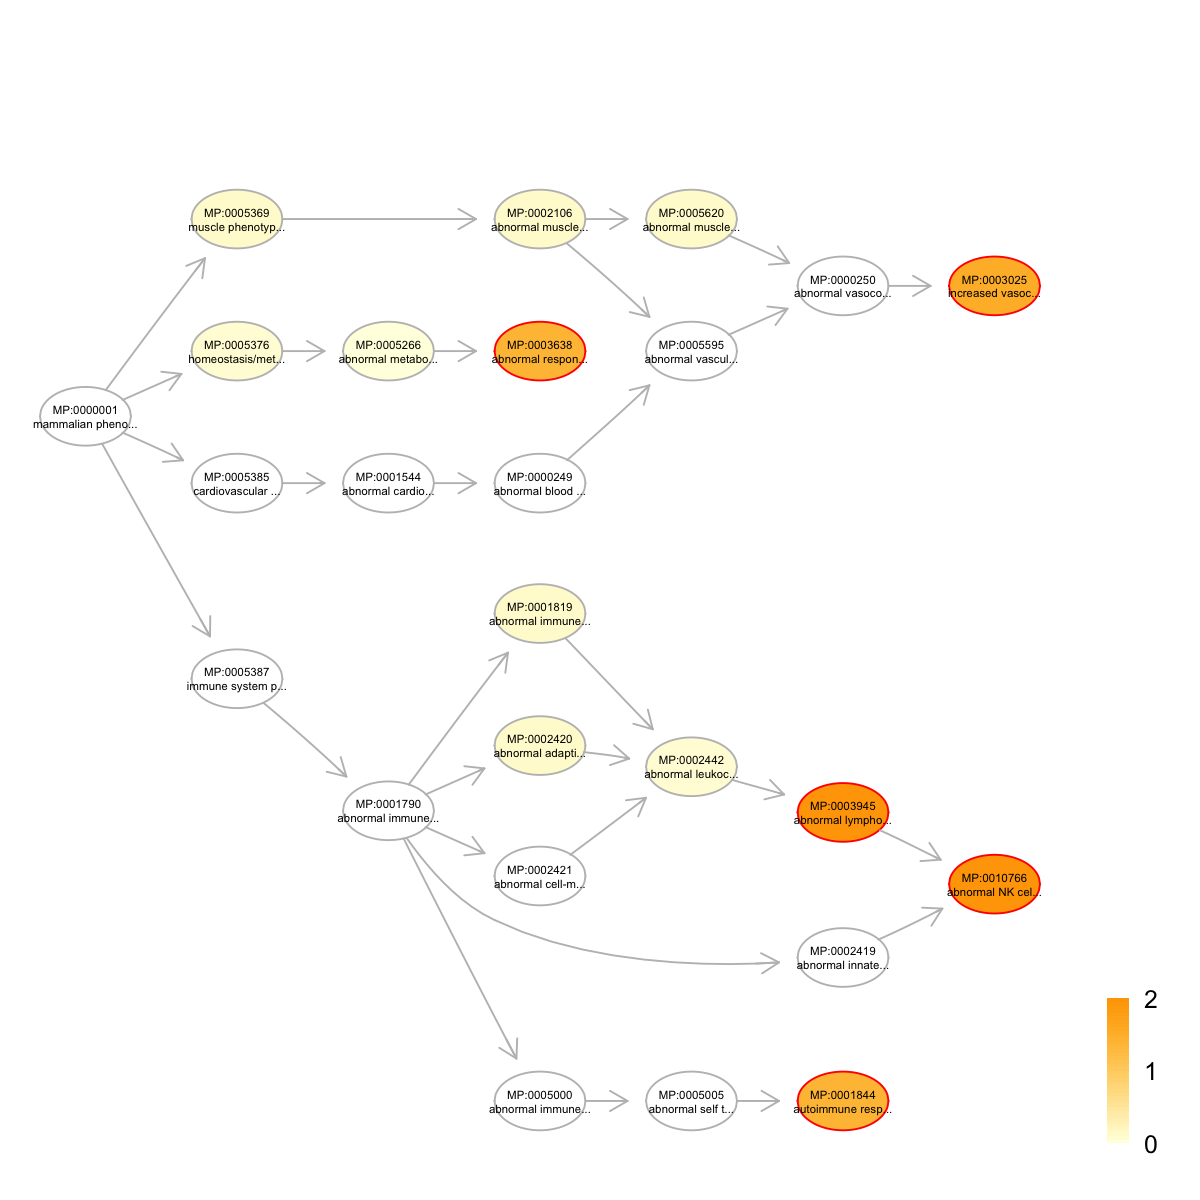 MP:0005369
muscle phenotyp...
MP:0002106
abnormal muscle...
MP:0005620
abnormal muscle...
MP:0000250
abnormal vasoco...
MP:0003025
increased vasoc...
MP:0005376
homeostasis/met...
MP:0005266
abnormal metabo...
MP:0003638
abnormal respon...
MP:0005595
abnormal vascul...
MP:0000001
mammalian pheno...
MP:0005385
cardiovascular ...
MP:0001544
abnormal cardio...
MP:0000249
abnormal blood ...
MP:0001819
abnormal immune...
MP:0005387
immune system p...
MP:0002420
abnormal adapti...
MP:0002442
abnormal leukoc...
MP:0001790
abnormal immune...
MP:0003945
abnormal lympho...
MP:0002421
abnormal cell-m...
MP:0010766
abnormal NK cel...
MP:0002419
abnormal innate...
MP:0005000
abnormal immune...
MP:0005005
abnormal self t...
MP:0001844
autoimmune resp...
2
1
0